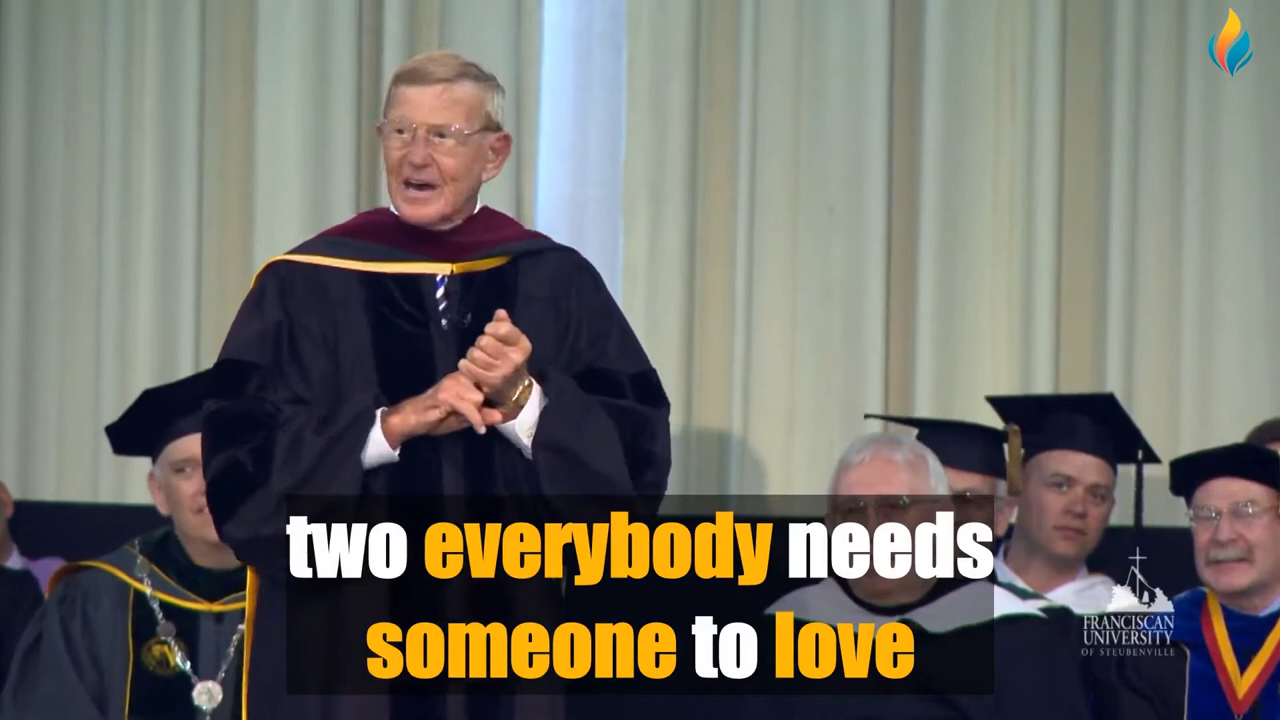 two everybody needs
someone to love
FRANCISCAN
UNIVERSITY
OF STEUBENVILLE